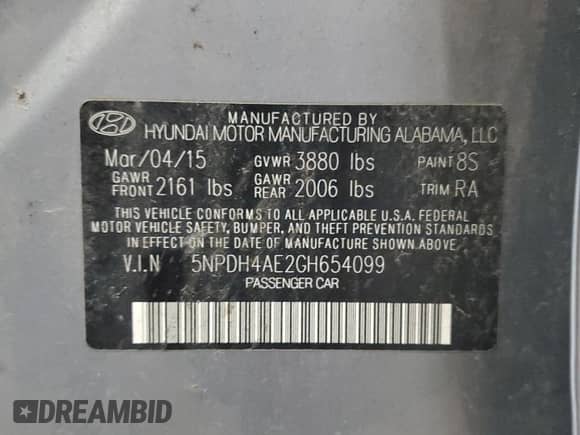 MANUFACTURED BY
HYUNDAI MOTOR MANUFACTURING ALABAMA, LLC
Mar/04/15 GVWR 3880 lbs PAINT 8S
GAWR FRONT 2161 lbs GAWR REAR 2006 lbs TRIM RA
THIS VEHICLE CONFORMS TO ALL APPLICABLE U.S.A. FEDERAL
MOTOR VEHICLE SAFETY, BUMPER, AND THEFT PREVENTION STANDARDS
IN EFFECT ON THE DATE OF MANUFACTURE SHOWN ABOVE.
V.I.N 5NPDH4AE2GH654099
PASSENGER CAR
DREAMBID